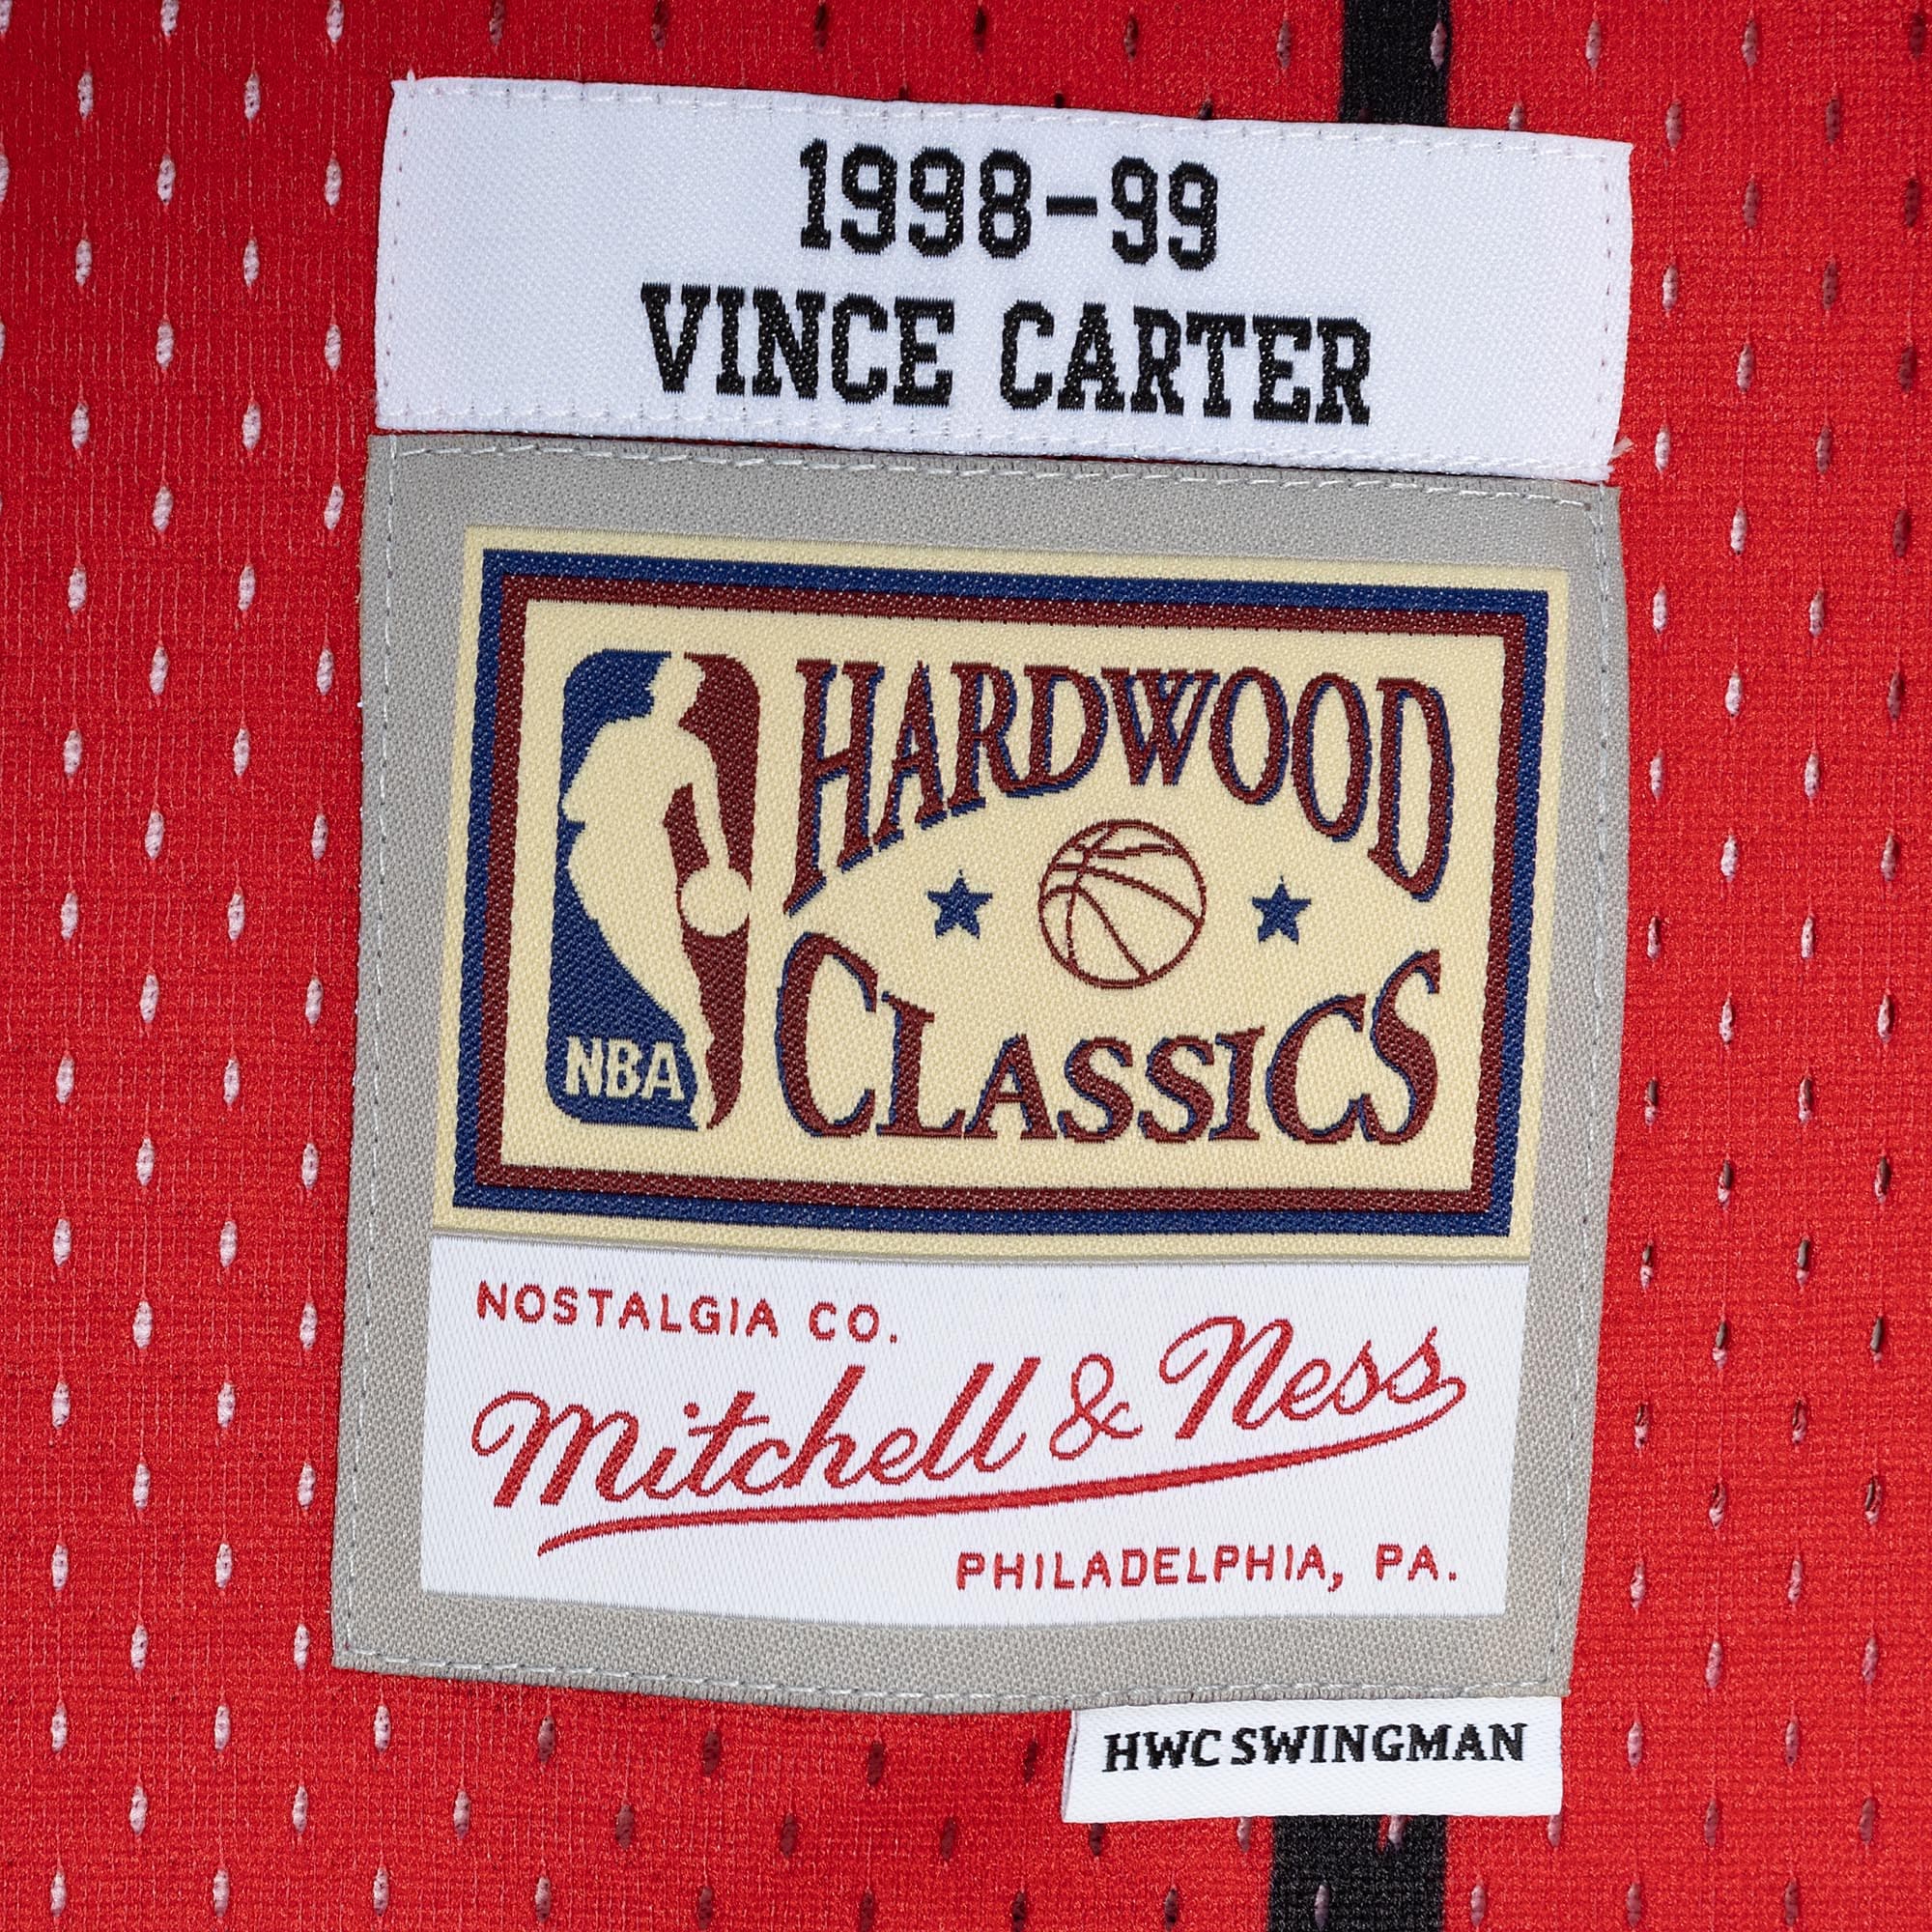 1998-99
VINCE CARTER
HARDWOOD
CLASSICS
NBA
NOSTALGIA CO.
Mitchell & Ness
PHILADELPHIA, PA.
HWC SWINGMAN